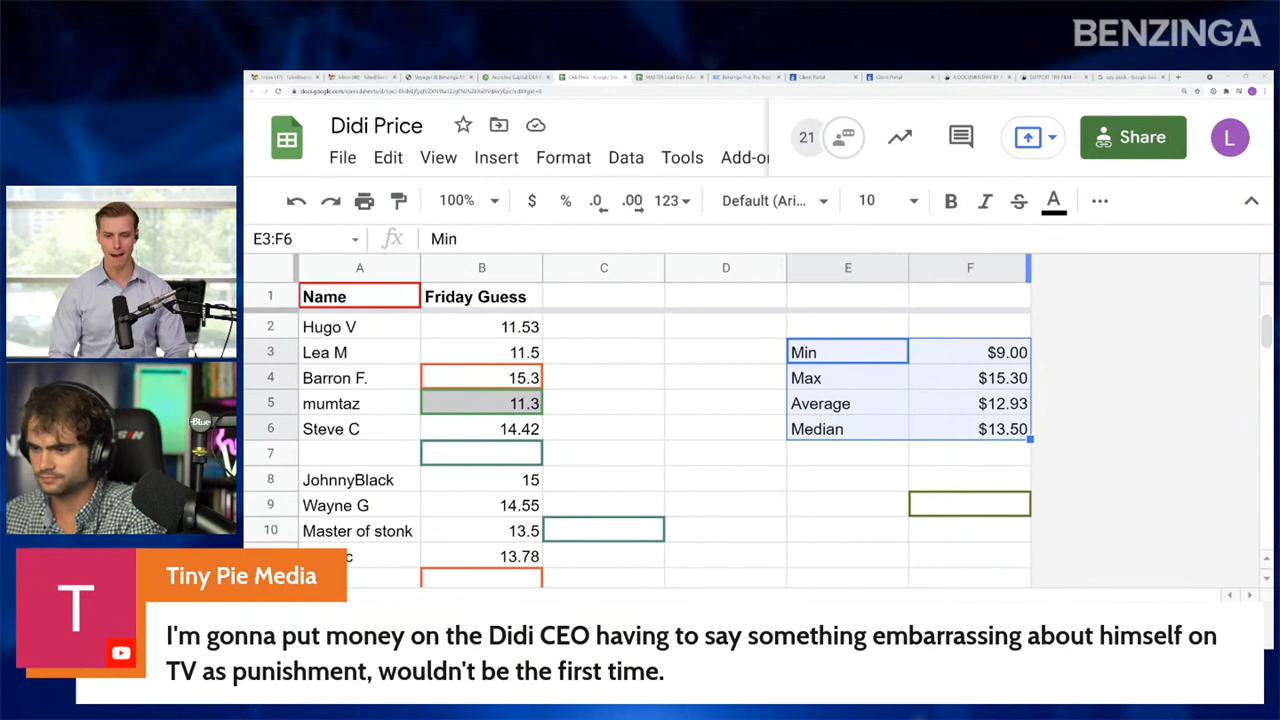 BENZINGA
Didi Price
File Edit View Insert Format Data Tools Add-o
21
Share
L
100% $ % .0 .00 123 Default (Ari... 10 B I S A
E3:F6 fx Min
A B C D E F
1 Name Friday Guess
2 Hugo V 11.53
3 Lea M 11.5 Min $9.00
4 Barron F. 15.3 Max $15.30
5 mumtaz 11.3 Average $12.93
6 Steve C 14.42 Median $13.50
7
8 JohnnyBlack 15
9 Wayne G 14.55
10 Master of stonk 13.5
c 13.78
Blue
T
Tiny Pie Media
I'm gonna put money on the Didi CEO having to say something embarrassing about himself on
TV as punishment, wouldn't be the first time.